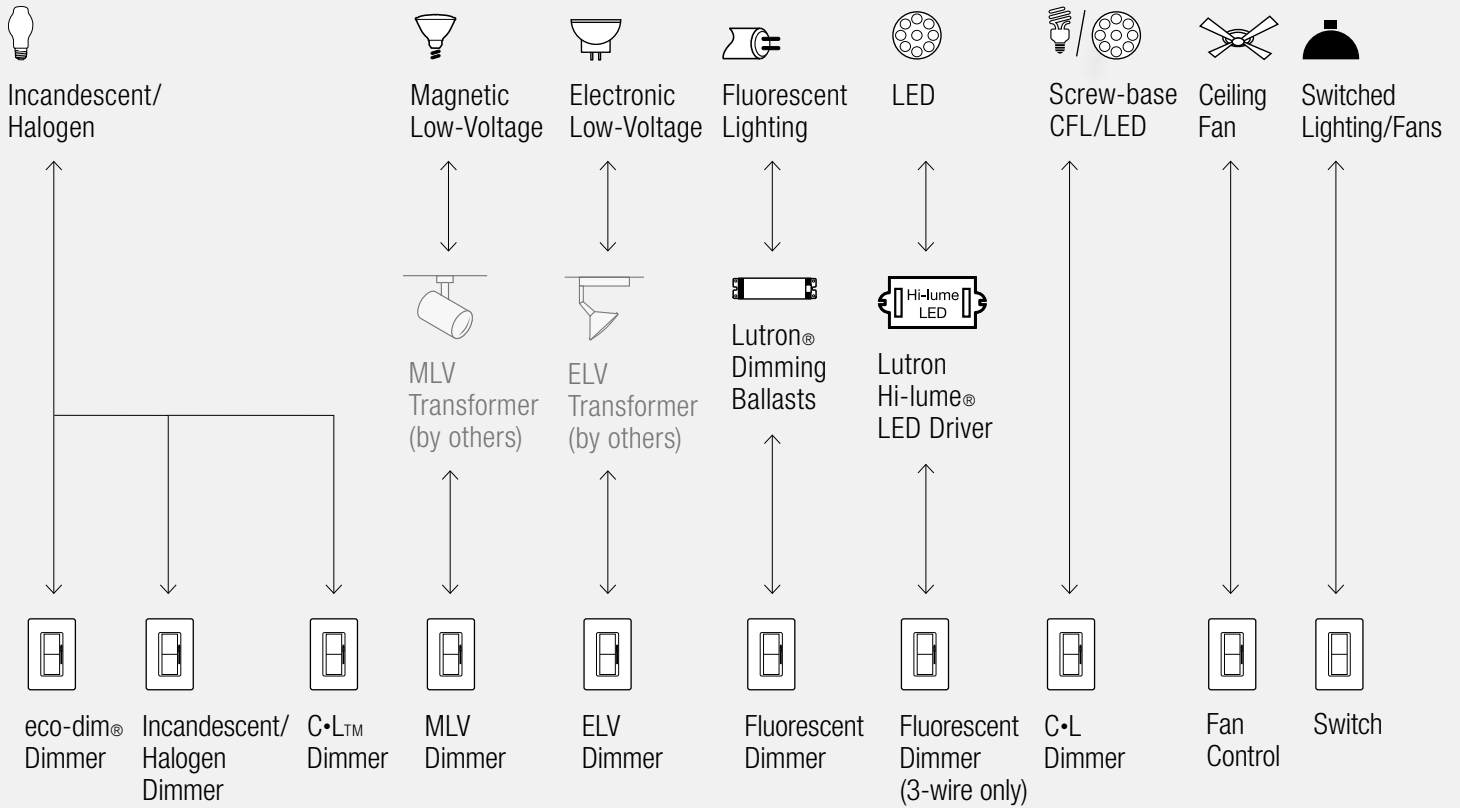 Incandescent/
Halogen
Magnetic
Low-Voltage
Electronic
Low-Voltage
Fluorescent
Lighting
LED
Screw-base
CFL/LED
Ceiling
Fan
Switched
Lighting/Fans
MLV
Transformer
(by others)
ELV
Transformer
(by others)
Lutron®
Dimming
Ballasts
Hi-lume
LED
Lutron
Hi-lume®
LED Driver
eco-dim®
Dimmer
Incandescent/
Halogen
Dimmer
C•L™
Dimmer
MLV
Dimmer
ELV
Dimmer
Fluorescent
Dimmer
Fluorescent
Dimmer
(3-wire only)
C•L
Dimmer
Fan
Control
Switch